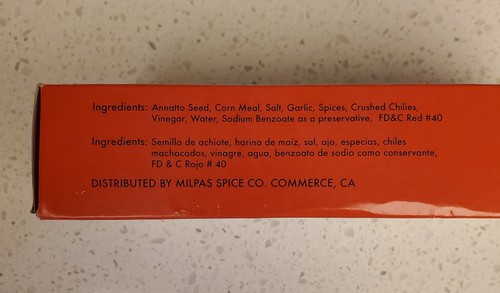 Ingredients: Annatto Seed, Corn Meal, Salt, Garlic, Spices, Crushed Chilies,
Vinegar, Water, Sodium Benzoate as a preservative, FD&C Red #40
Ingredients: Semilla de achiote, harina de maíz, sal, ajo, especias, chiles
machacados, vinagre, agua, benzoato de sodio como conservante,
FD & C Rojo # 40
DISTRIBUTED BY MILPAS SPICE CO. COMMERCE, CA